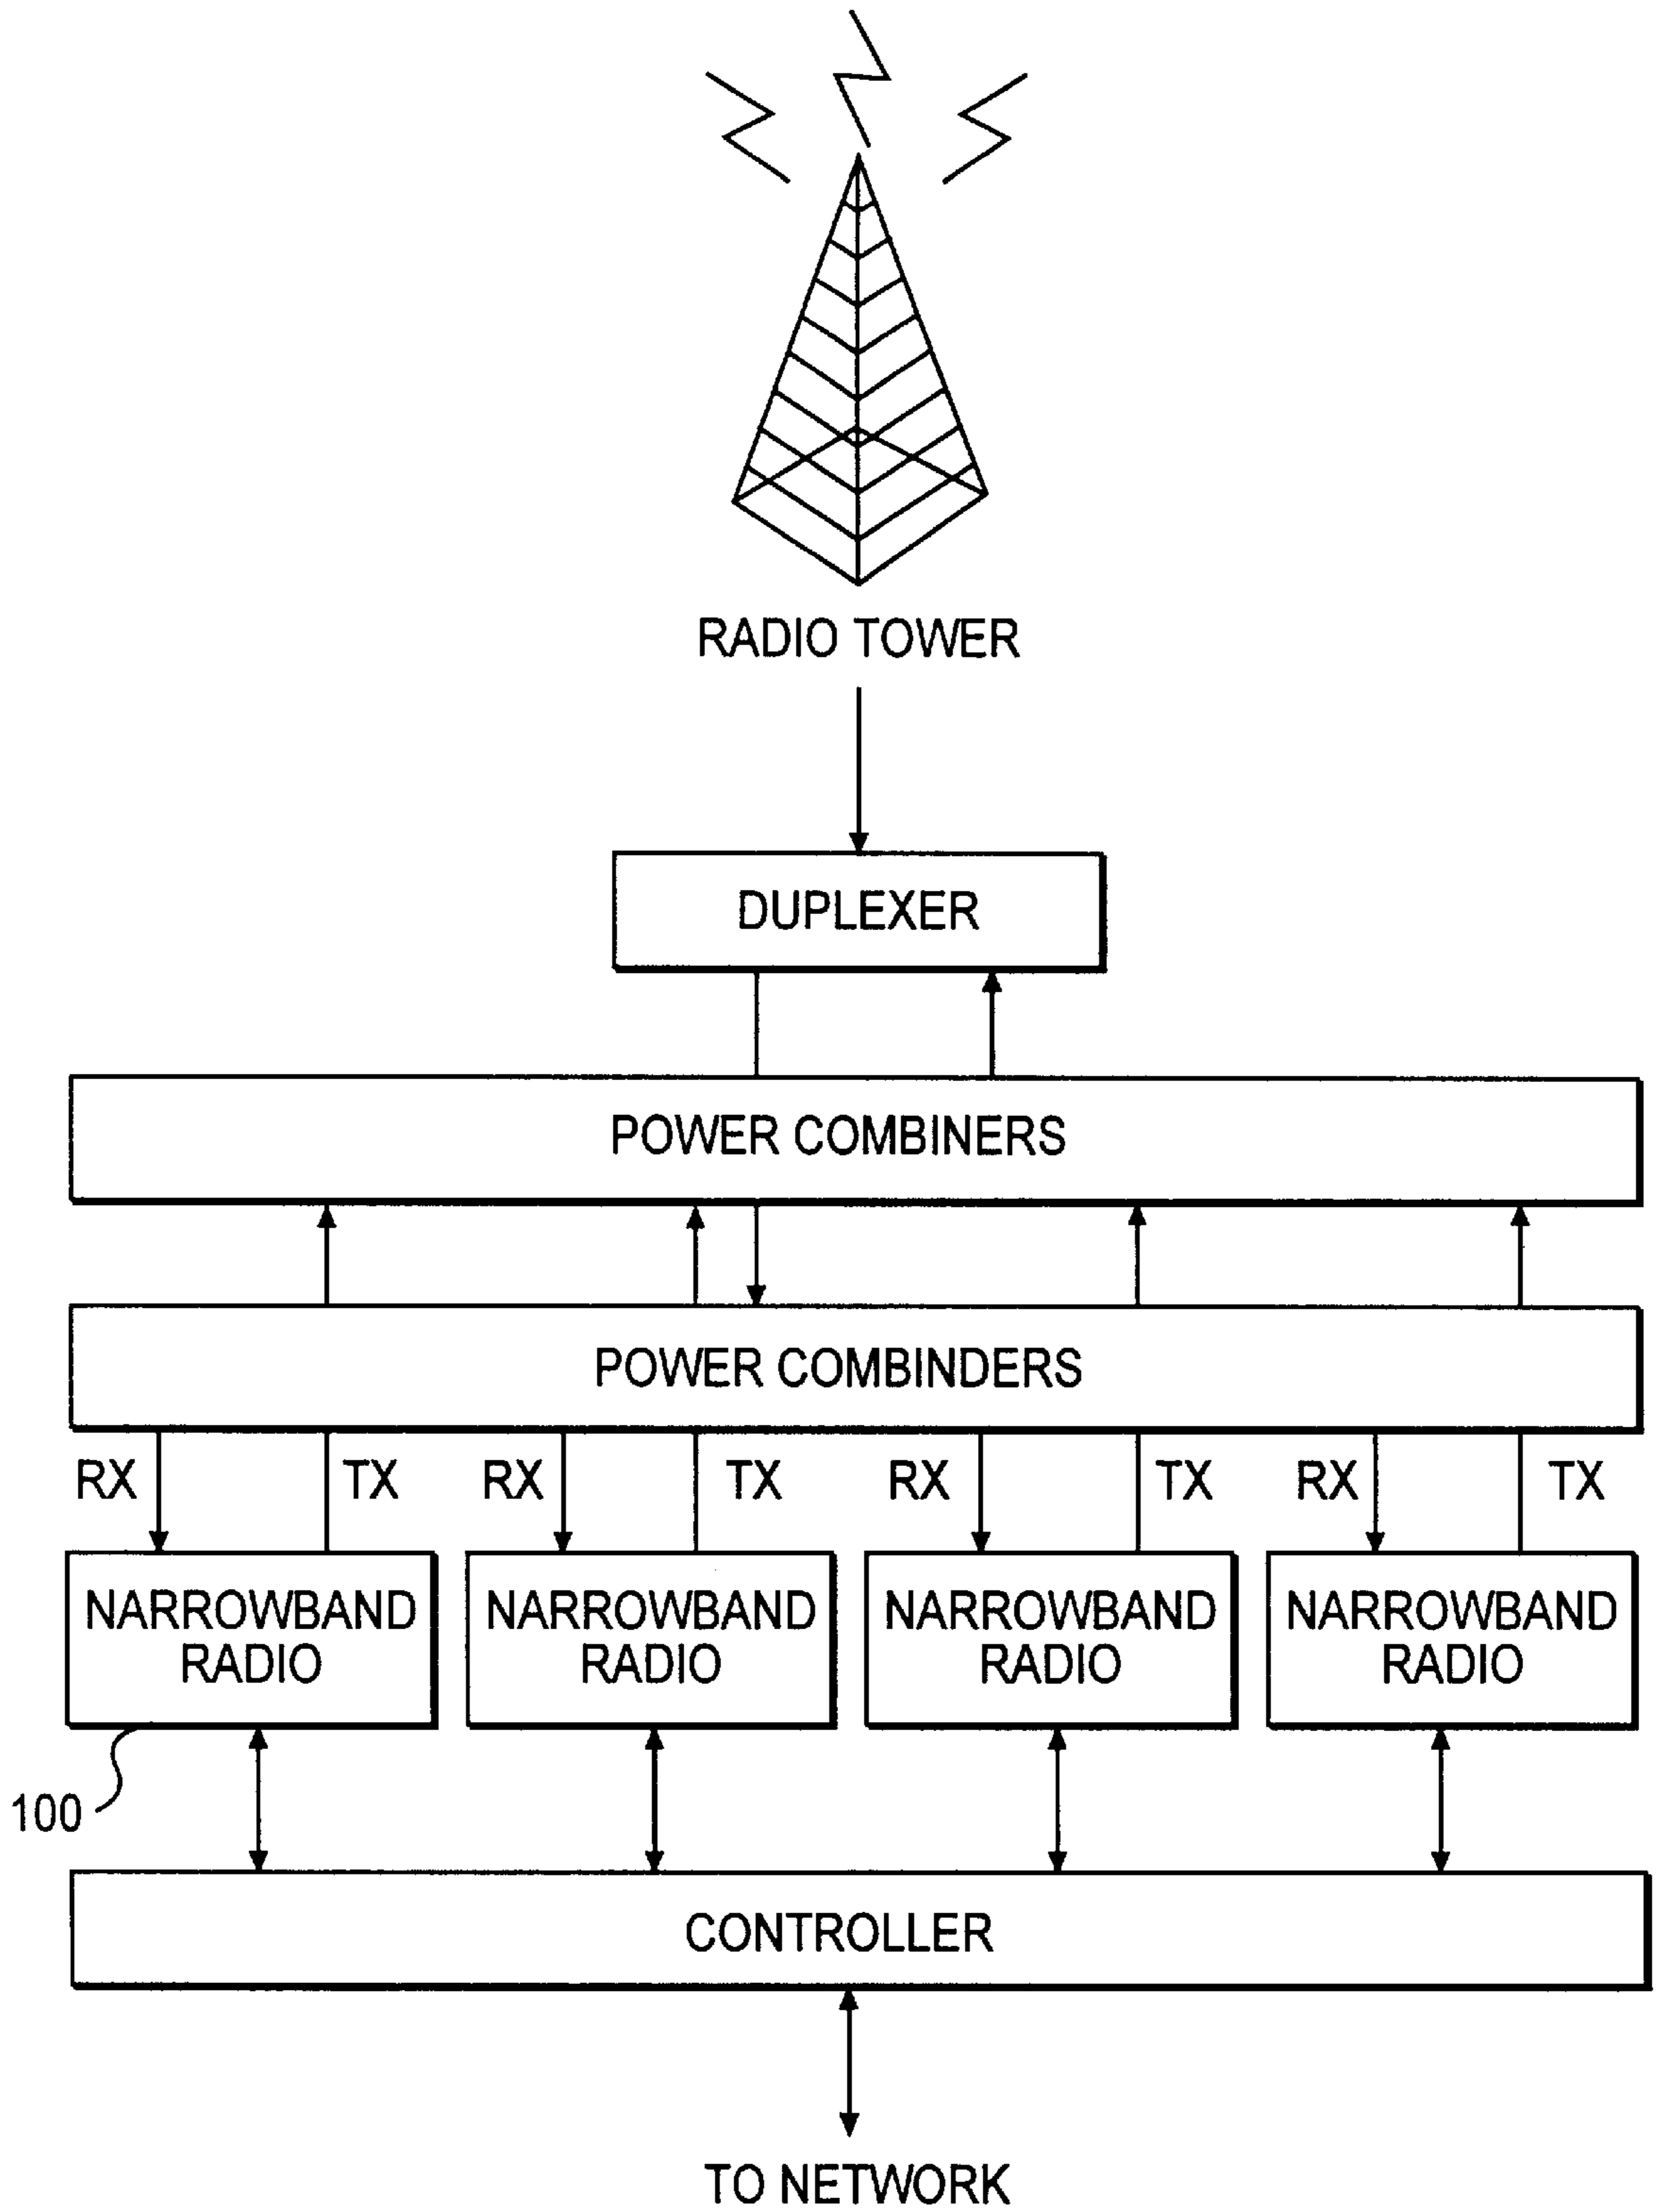 RADIO TOWER
DUPLEXER
POWER COMBINERS
POWER COMBINDERS
RX TX RX TX RX TX RX TX
NARROWBAND RADIO
NARROWBAND RADIO
NARROWBAND RADIO
NARROWBAND RADIO
100
CONTROLLER
TO NETWORK